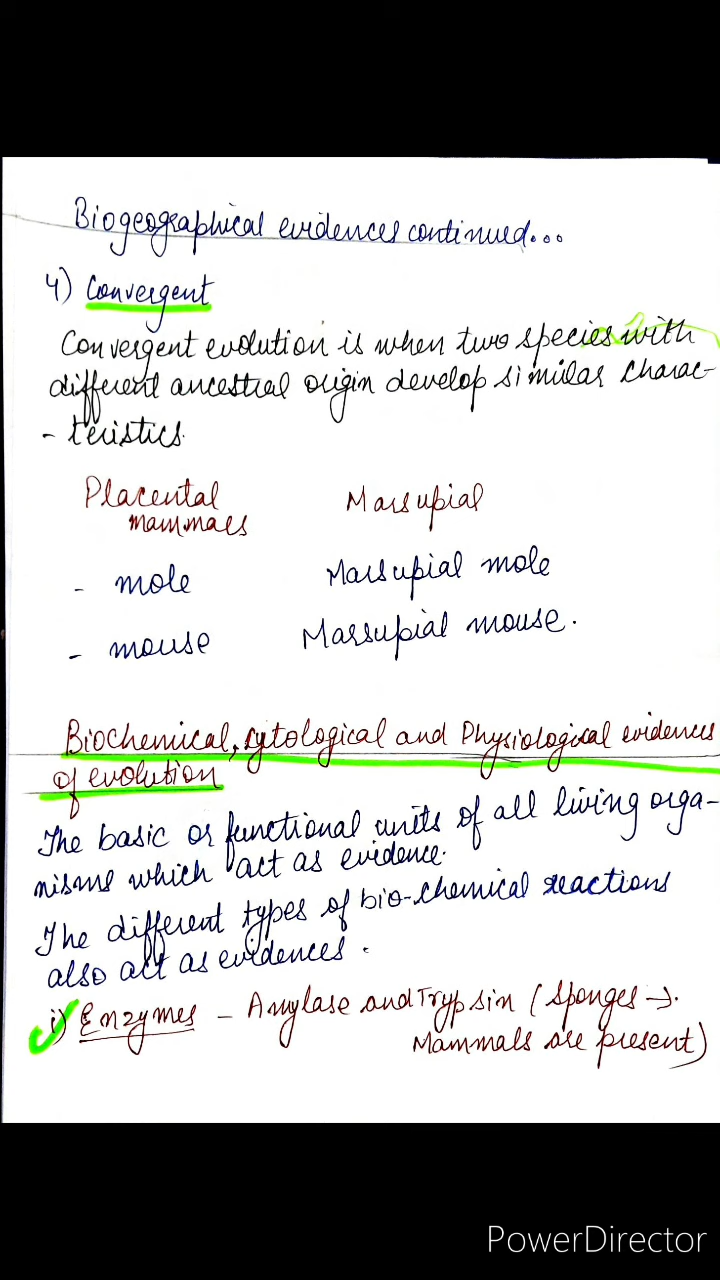 Biogeographical evidences continued...
4) Convergent
Convergent evolution is when two species with
different ancestral origin develop similar charac-
- teristics.
Placental mammals Marsupial
- mole Marsupial mole
- mouse Marsupial mouse.
Biochemical, cytological and Physiological evidences
of evolution
The basic or functional units of all living orga-
nisms which act as evidence.
The different types of bio-chemical reactions
also act as evidences.
i) Enzymes - Amylase and Trypsin (Sponges →
Mammals are present)
PowerDirector